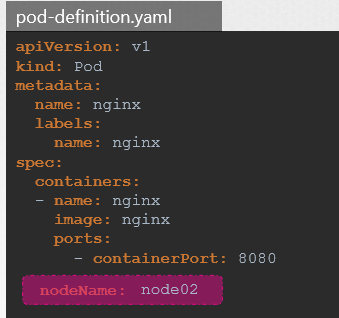 pod-definition.yaml
apiVersion: v1
kind: Pod
metadata:
  name: nginx
  labels:
    name: nginx
spec:
  containers:
  - name: nginx
    image: nginx
    ports:
      - containerPort: 8080
  nodeName: node02